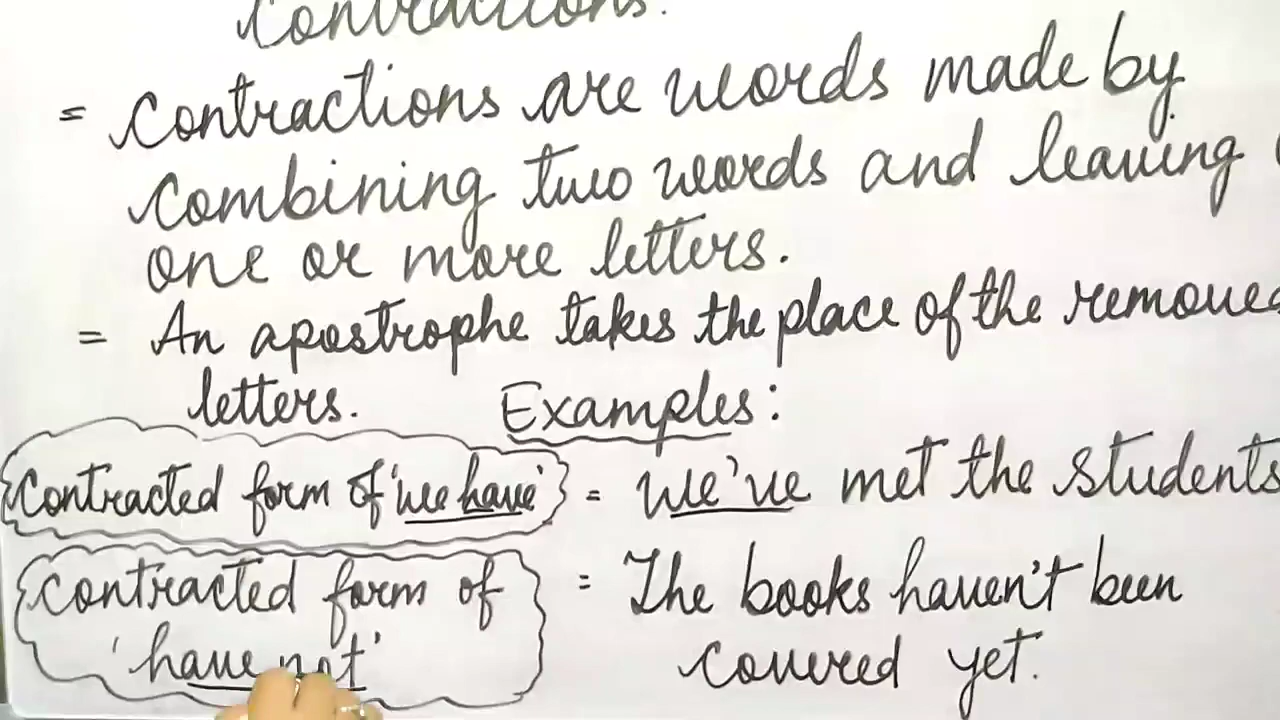 Contractions.
= Contractions are words made by
combining two words and leaving
one or more letters.
= An apostrophe takes the place of the removed
letters. Examples:
Contracted form of 'we have' = We've met the students
Contracted form of = The books haven't been
'have not' covered yet.